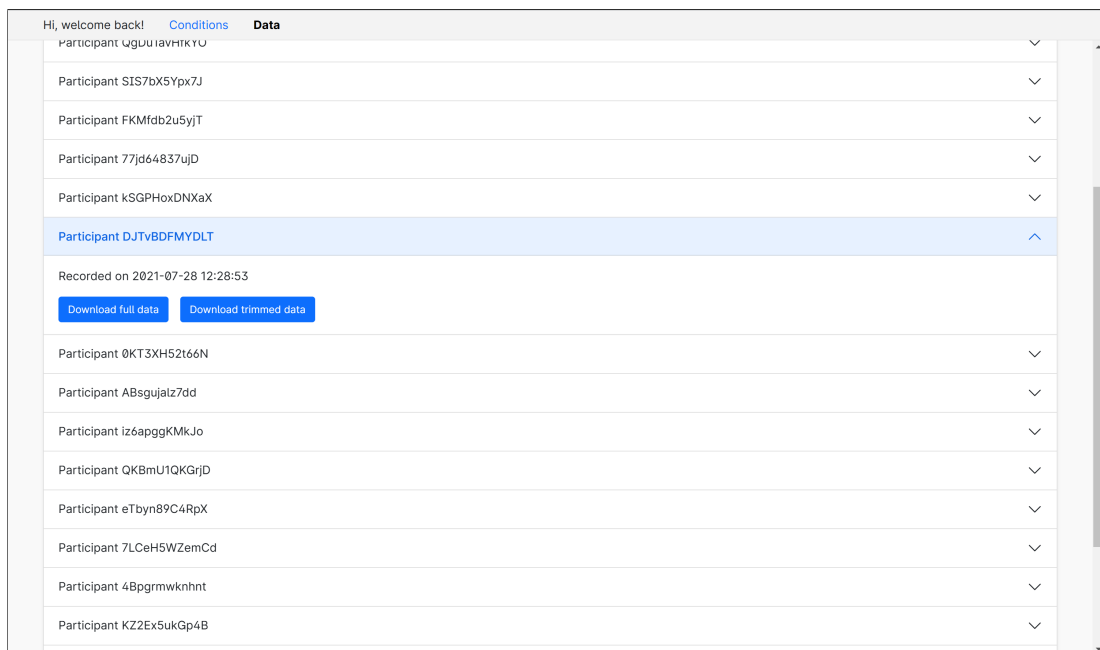 Hi, welcome back! Conditions Data
Participant QgDu1avHfkYO
Participant SIS7bX5Ypx7J
Participant FKMfdb2u5yjT
Participant 77jd64837ujD
Participant kSGPHoxDNXaX
Participant DJTvBDFMYDLT
Recorded on 2021-07-28 12:28:53
Download full data Download trimmed data
Participant 0KT3XH52t66N
Participant ABsgujalz7dd
Participant iz6apggKMkJo
Participant QKBmU1QKGrjD
Participant eTbyn89C4RpX
Participant 7LCeH5WZemCd
Participant 4Bpgrmwknhnt
Participant KZ2Ex5ukGp4B